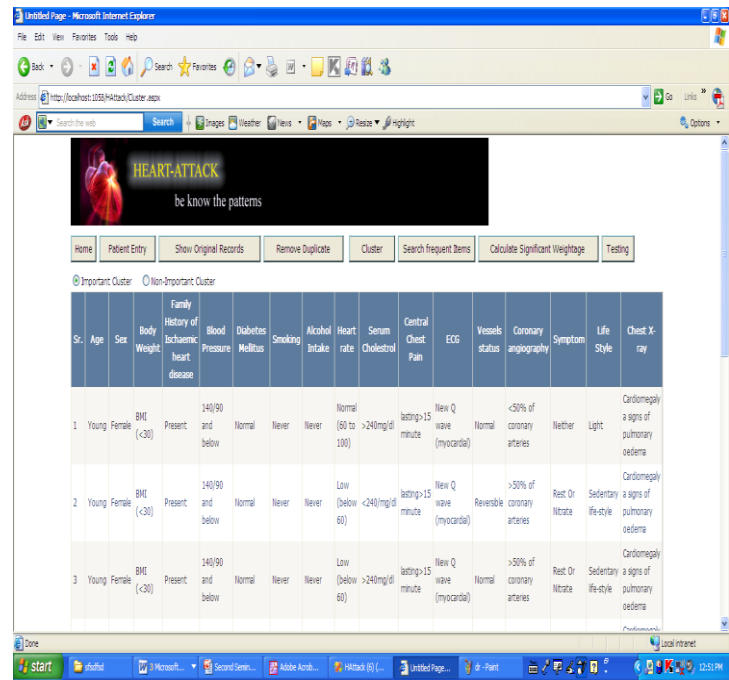 Untitled Page - Microsoft Internet Explorer
File Edit View Favorites Tools Help
Back Search Favorites
Address http://localhost:1058/HAttack/Cluster.aspx Go Links »
Search the web Search Images Weather News Maps Resize Highlight Options
HEART-ATTACK
be know the patterns
Home Patient Entry Show Original Records Remove Duplicate Cluster Search frequent Items Calculate Significant Weightage Testing
Important Cluster Non-Important Cluster
Sr. Age Sex Body Weight Family History of Ischaemic heart disease Blood Pressure Diabetes Mellitus Smoking Alcohol Intake Heart rate Serum Cholestrol Central Chest Pain ECG Vessels status Coronary angiography Symptom Life Style Chest X-ray
1 Young Female BMI (<30) Present 140/90 and below Normal Never Never Normal (60 to 100) >240mg/dl lasting>15 minute New Q wave (myocardial) Normal <50% of coronary arteries Neither Light Cardiomegaly a signs of pulmonary oedema
2 Young Female BMI (<30) Present 140/90 and below Normal Never Never Low (below 60) <240/mg/dl lasting>15 minute New Q wave (myocardial) Reversible >50% of coronary arteries Rest Or Nitrate Sedentary life-style Cardiomegaly a signs of pulmonary oedema
3 Young Female BMI (<30) Present 140/90 and below Normal Never Never Low (below 60) >240mg/dl lasting>15 minute New Q wave (myocardial) Normal >50% of coronary arteries Rest Or Nitrate Sedentary life-style Cardiomegaly a signs of pulmonary oedema
Done Local intranet
start sfsdfsd 3 Microsoft... Second Semin... Adobe Acrob... HAttack (6) (... Untitled Page... dr - Paint 12:51 PM